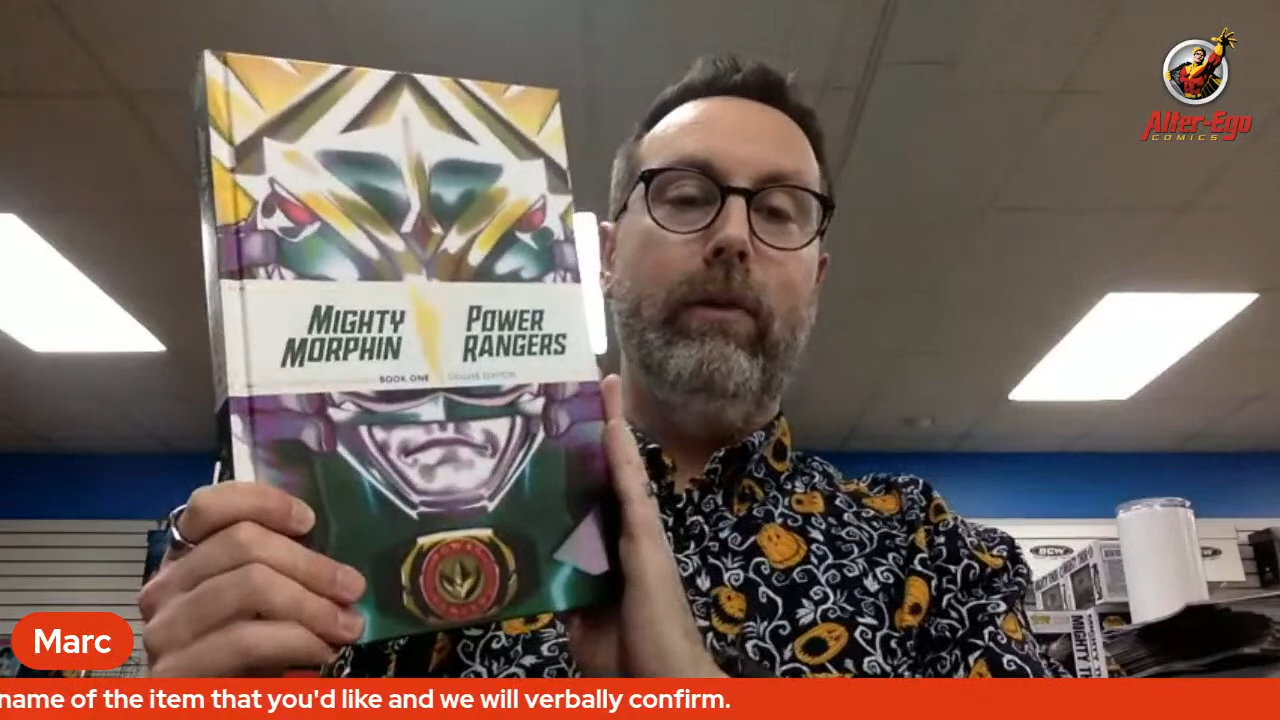 Alter-Ego
COMICS
MIGHTY
MORPHIN
POWER
RANGERS
BOOK ONE
DELUXE EDITION
BCW
Marc
name of the item that you'd like and we will verbally confirm.